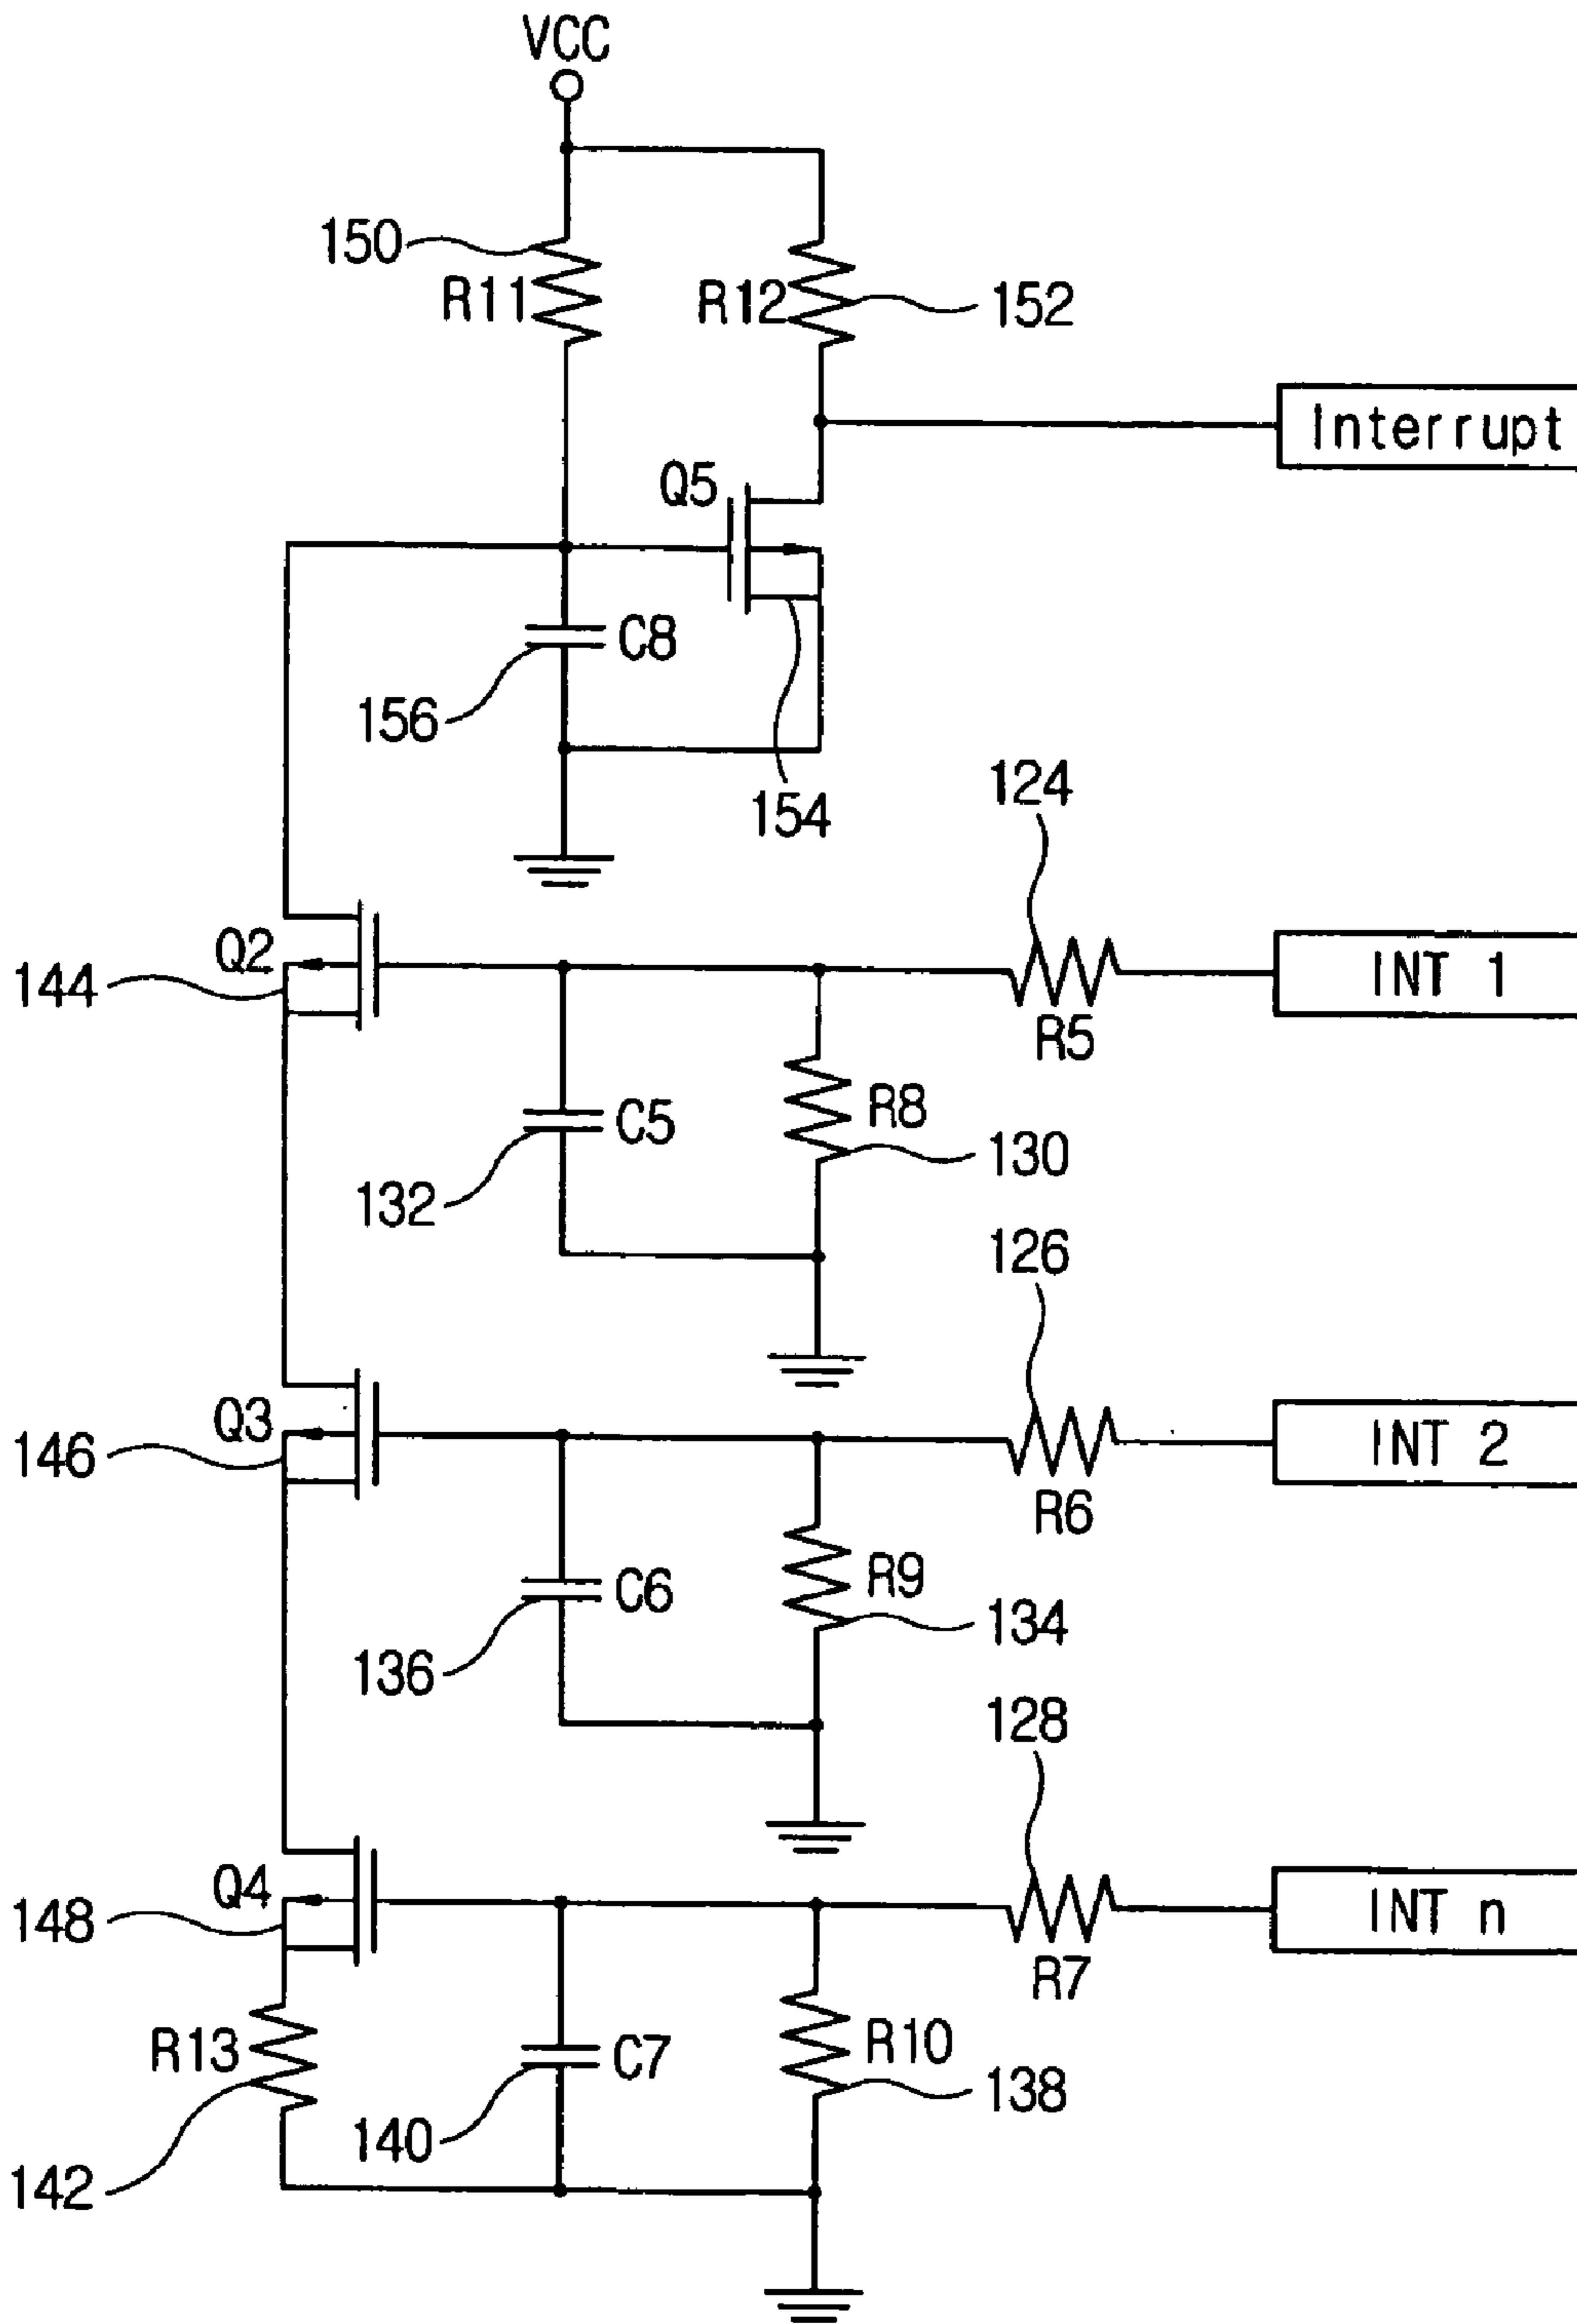 VCC
150
R11
R12
152
Interrupt
Q5
C8
156
154
124
Q2
INT 1
144
R5
C5
R8
132
130
126
Q3
INT 2
146
R6
C6
R9
136
134
128
Q4
INT n
148
R7
R13
C7
R10
140
138
142